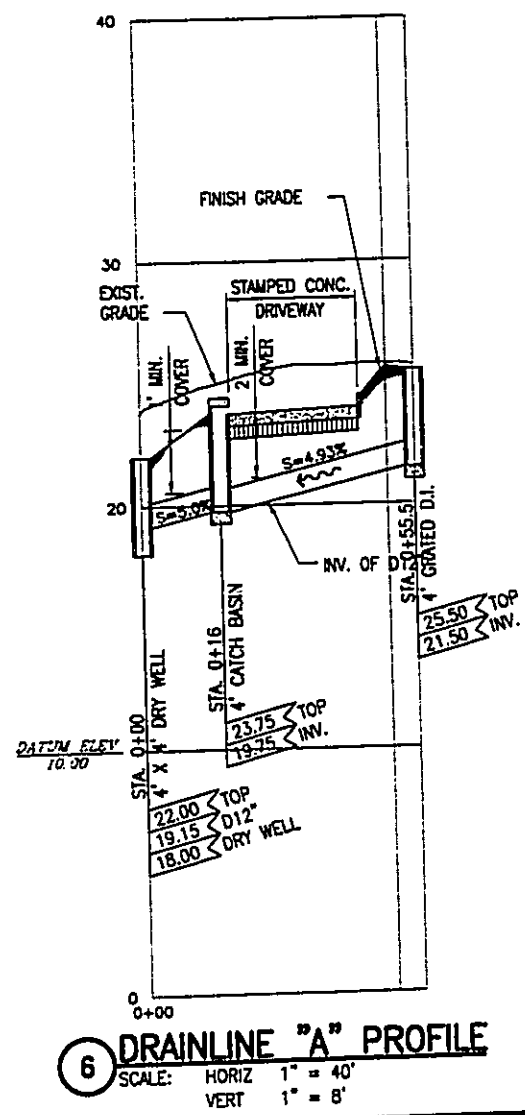 40
FINISH GRADE
30
EXIST.
GRADE
STAMPED CONC.
DRIVEWAY
1' MIN.
COVER
2' MIN.
COVER
S=4.93%
20
S=5.0%
INV. OF D12"
STA. 0+55.5
4' GRATED D.I.
25.50 TOP
21.50 INV.
STA. 0+16
4' CATCH BASIN
23.75 TOP
19.75 INV.
DATUM ELEV
10.00
STA. 0+00
4' X 4' DRY WELL
22.00 TOP
19.15 D12"
18.00 DRY WELL
0
0+00
6 DRAINLINE "A" PROFILE
SCALE: HORIZ 1" = 40'
VERT 1" = 8'